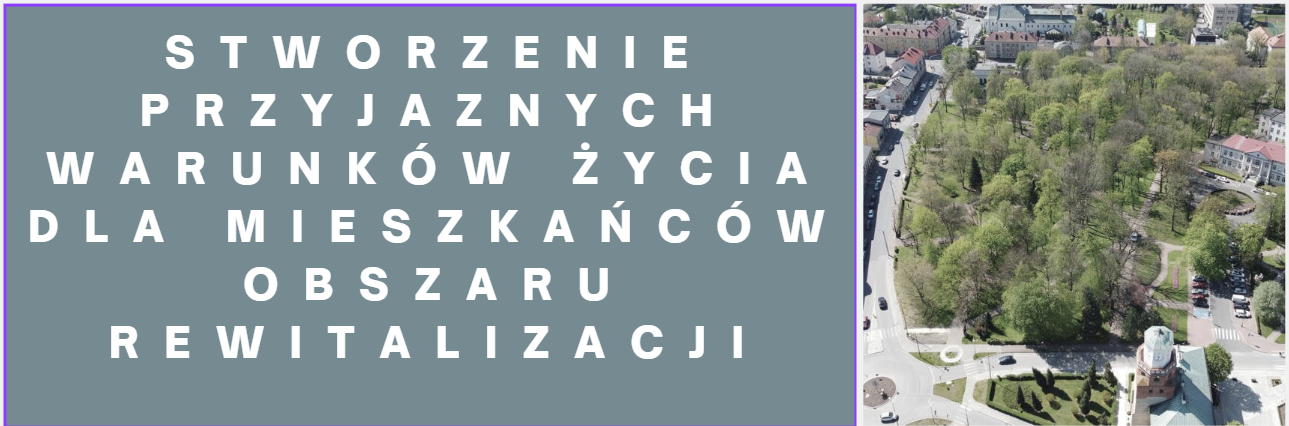 STWORZENIE
PRZYJAZNYCH
WARUNKÓW ŻYCIA
DLA MIESZKAŃCÓW
OBSZARU
REWITALIZACJI